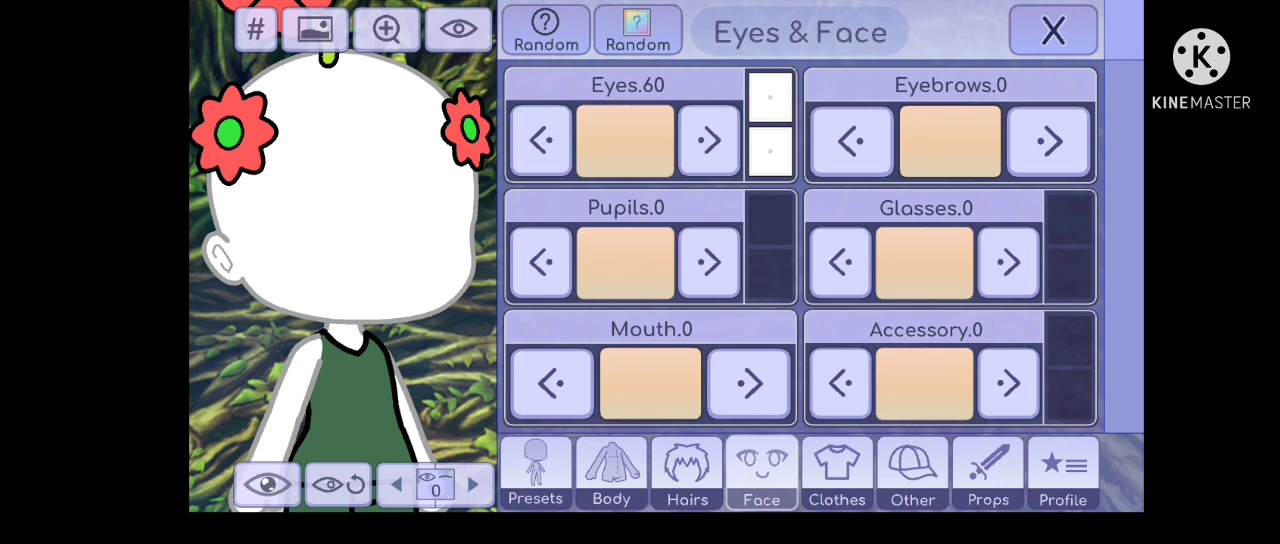 #
Random
Random
Eyes & Face
X
K
KINEMASTER
Eyes.60
Eyebrows.0
Pupils.0
Glasses.0
Mouth.0
Accessory.0
0
Presets
Body
Hairs
Face
Clothes
Other
Props
Profile